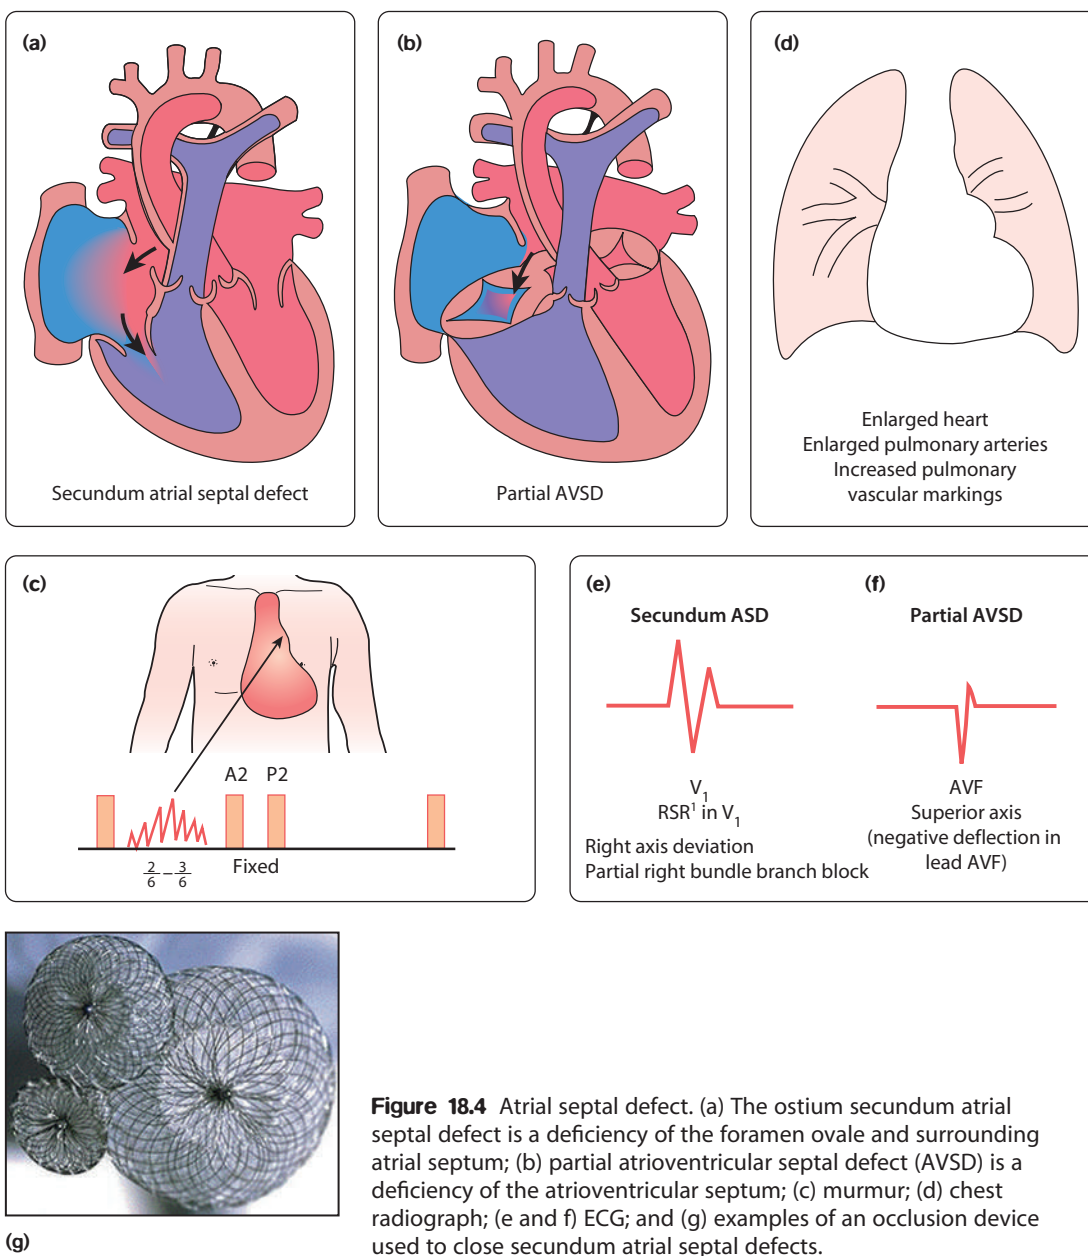 (a)
Secundum atrial septal defect
(b)
Partial AVSD
(d)
Enlarged heart
Enlarged pulmonary arteries
Increased pulmonary
vascular markings
(c)
A2 P2
2/6 – 3/6
Fixed
(e)
Secundum ASD
V1
RSR¹ in V1
Right axis deviation
Partial right bundle branch block
(f)
Partial AVSD
AVF
Superior axis
(negative deflection in
lead AVF)
(g)
Figure 18.4 Atrial septal defect. (a) The ostium secundum atrial
septal defect is a deficiency of the foramen ovale and surrounding
atrial septum; (b) partial atrioventricular septal defect (AVSD) is a
deficiency of the atrioventricular septum; (c) murmur; (d) chest
radiograph; (e and f) ECG; and (g) examples of an occlusion device
used to close secundum atrial septal defects.